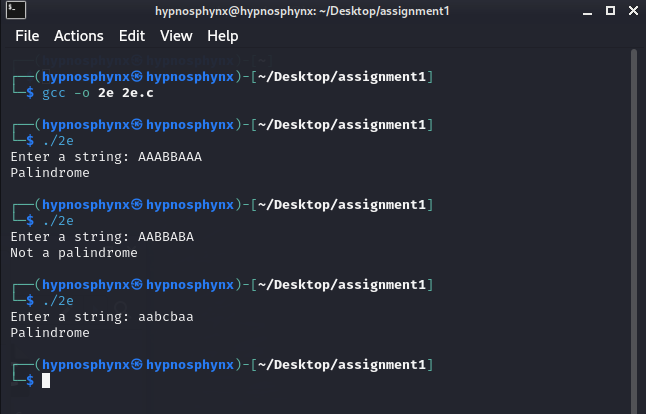 hypnosphynx@hypnosphynx: ~/Desktop/assignment1
File Actions Edit View Help
┌──(hypnosphynx㉿hypnosphynx)-[~/Desktop/assignment1]
└─$ gcc -o 2e 2e.c
┌──(hypnosphynx㉿hypnosphynx)-[~/Desktop/assignment1]
└─$ ./2e
Enter a string: AAABBAAA
Palindrome
┌──(hypnosphynx㉿hypnosphynx)-[~/Desktop/assignment1]
└─$ ./2e
Enter a string: AABBABA
Not a palindrome
┌──(hypnosphynx㉿hypnosphynx)-[~/Desktop/assignment1]
└─$ ./2e
Enter a string: aabcbaa
Palindrome
┌──(hypnosphynx㉿hypnosphynx)-[~/Desktop/assignment1]
└─$